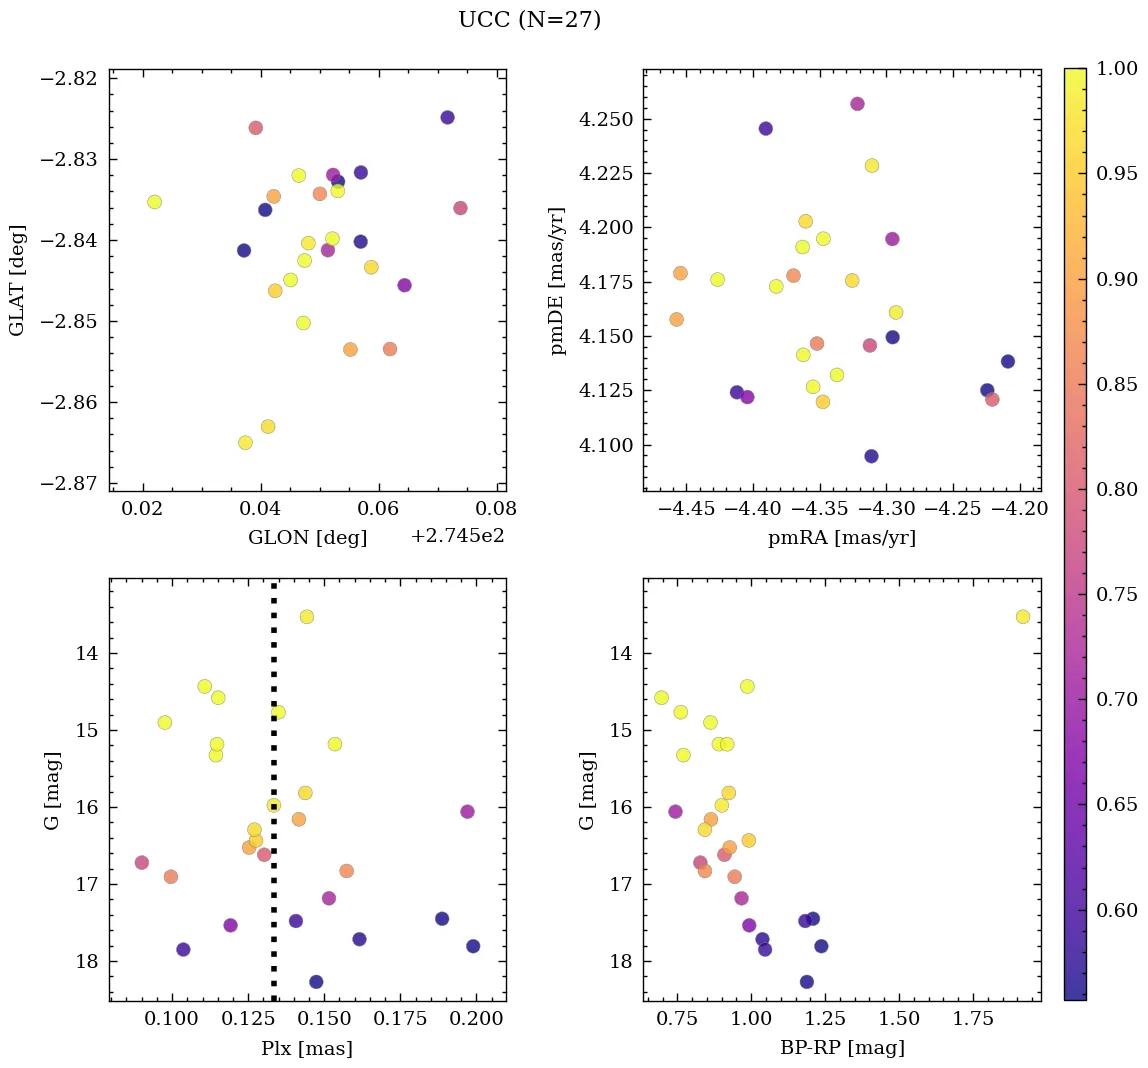 UCC (N=27)
−2.82
−2.83
−2.84
−2.85
−2.86
−2.87
GLAT [deg]
0.02 0.04 0.06 0.08
GLON [deg]
+2.745e2
4.250
4.225
4.200
4.175
4.150
4.125
4.100
pmDE [mas/yr]
−4.45 −4.40 −4.35 −4.30 −4.25 −4.20
pmRA [mas/yr]
1.00
0.95
0.90
0.85
0.80
0.75
0.70
0.65
0.60
14
15
16
17
18
G [mag]
0.100 0.125 0.150 0.175 0.200
Plx [mas]
14
15
16
17
18
G [mag]
0.75 1.00 1.25 1.50 1.75
BP-RP [mag]